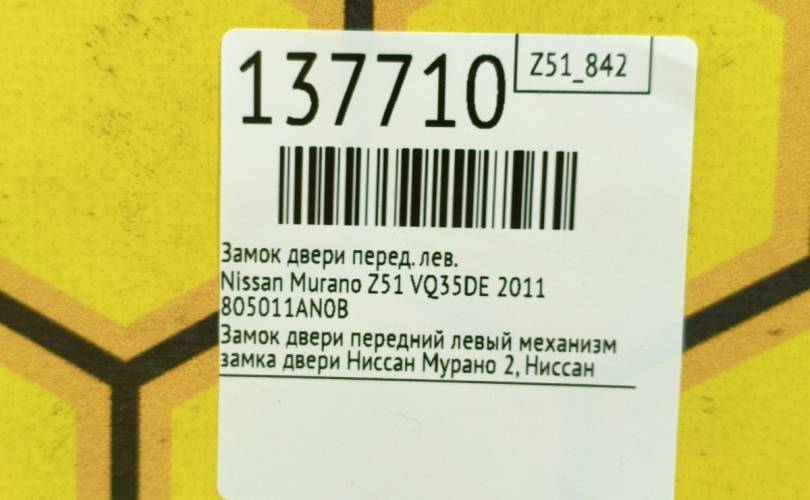 137710
Z51_842
Замок двери перед. лев.
Nissan Murano Z51 VQ35DE 2011
805011AN0B
Замок двери передний левый механизм
замка двери Ниссан Мурано 2, Ниссан